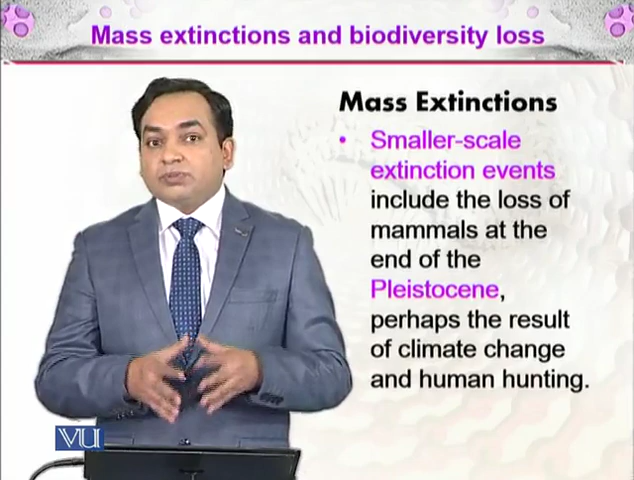 Mass extinctions and biodiversity loss
Mass Extinctions
• Smaller-scale
extinction events
include the loss of
mammals at the
end of the
Pleistocene,
perhaps the result
of climate change
and human hunting.
VU